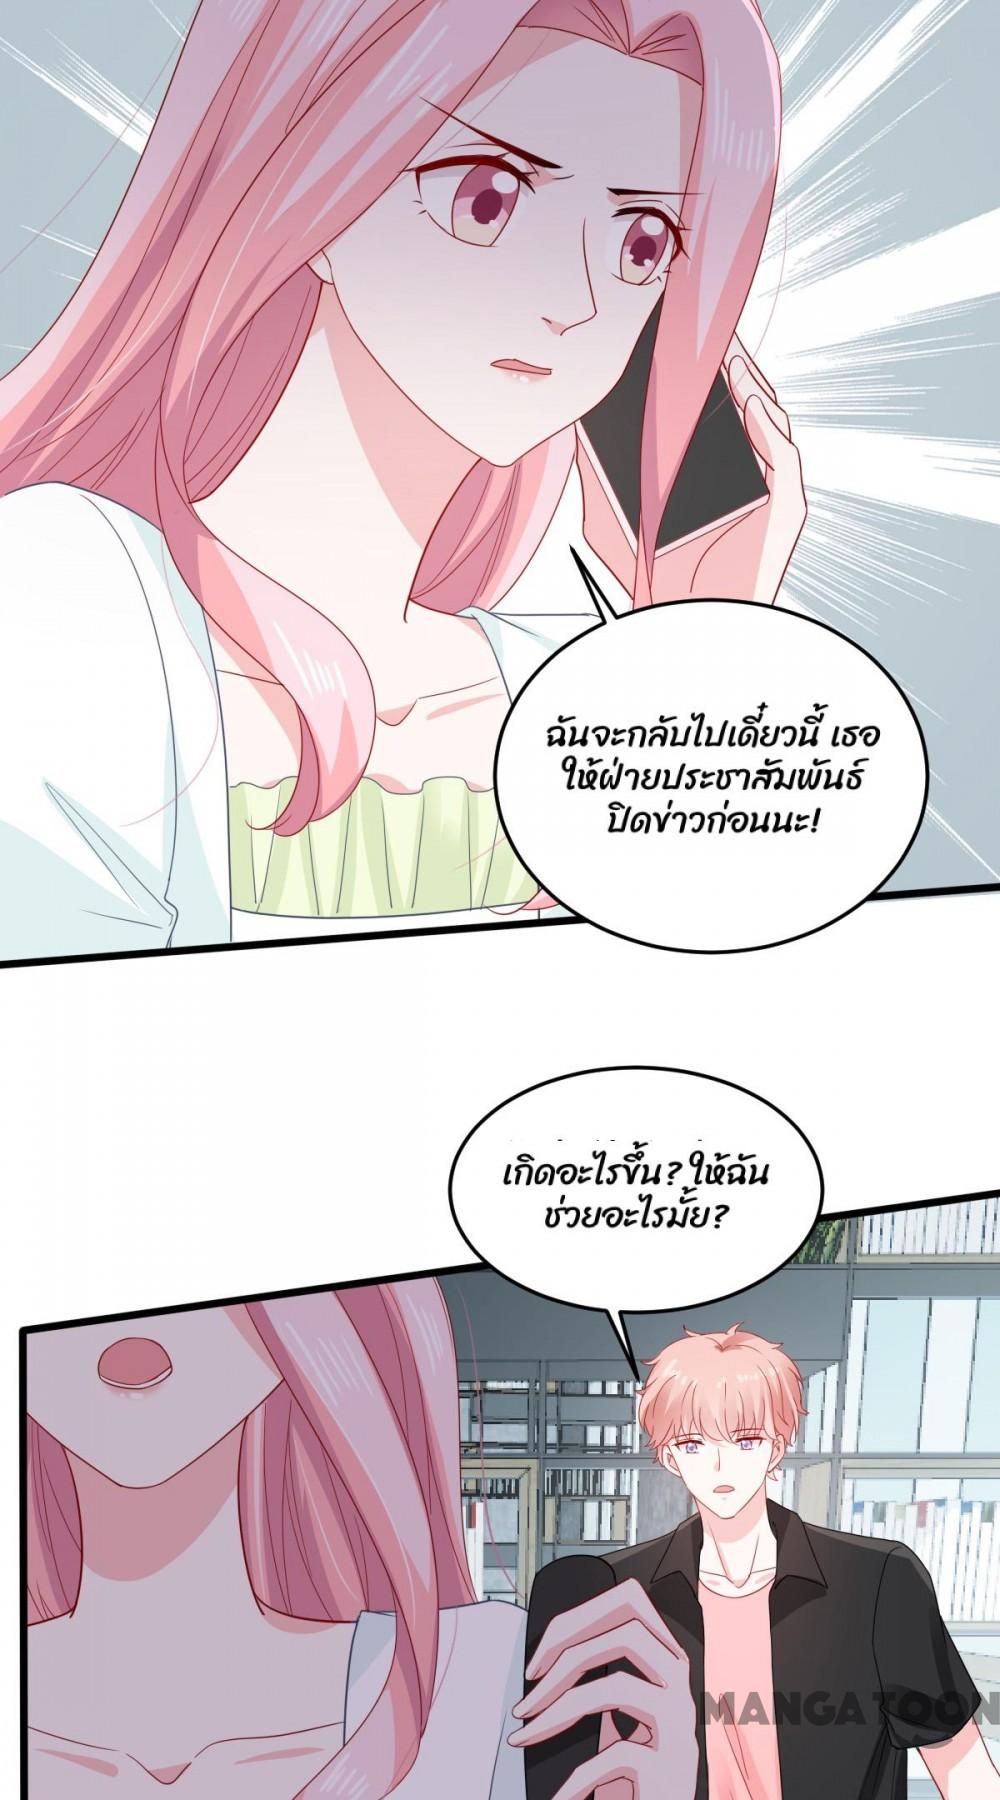 ฉันจะกลับไปเดี๋ยวนี้ เธอ
ให้ฝ่ายประชาสัมพันธ์
ปิดข่าวก่อนนะ!
เกิดอะไรขึ้น? ให้ฉัน
ช่วยอะไรมั้ย?
MANGATOON